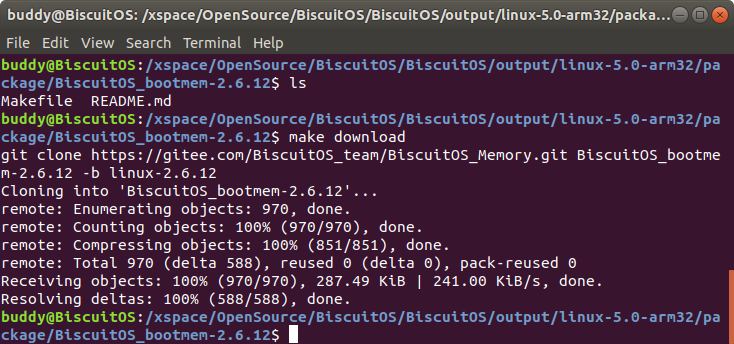 buddy@BiscuitOS: /xspace/OpenSource/BiscuitOS/BiscuitOS/output/linux-5.0-arm32/packa...
File Edit View Search Terminal Help
buddy@BiscuitOS:/xspace/OpenSource/BiscuitOS/BiscuitOS/output/linux-5.0-arm32/pa
ckage/BiscuitOS_bootmem-2.6.12$ ls
Makefile  README.md
buddy@BiscuitOS:/xspace/OpenSource/BiscuitOS/BiscuitOS/output/linux-5.0-arm32/pa
ckage/BiscuitOS_bootmem-2.6.12$ make download
git clone https://gitee.com/BiscuitOS_team/BiscuitOS_Memory.git BiscuitOS_bootme
m-2.6.12 -b linux-2.6.12
Cloning into 'BiscuitOS_bootmem-2.6.12'...
remote: Enumerating objects: 970, done.
remote: Counting objects: 100% (970/970), done.
remote: Compressing objects: 100% (851/851), done.
remote: Total 970 (delta 588), reused 0 (delta 0), pack-reused 0
Receiving objects: 100% (970/970), 287.49 KiB | 241.00 KiB/s, done.
Resolving deltas: 100% (588/588), done.
buddy@BiscuitOS:/xspace/OpenSource/BiscuitOS/BiscuitOS/output/linux-5.0-arm32/pa
ckage/BiscuitOS_bootmem-2.6.12$